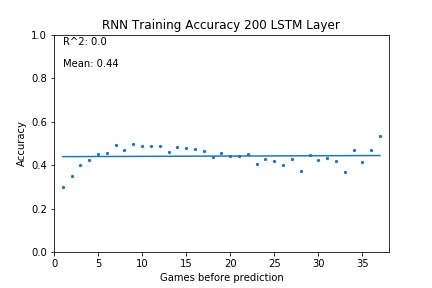 RNN Training Accuracy 200 LSTM Layer
R^2: 0.0
Mean: 0.44
1.0
0.8
0.6
0.4
0.2
0.0
Accuracy
0 5 10 15 20 25 30 35
Games before prediction